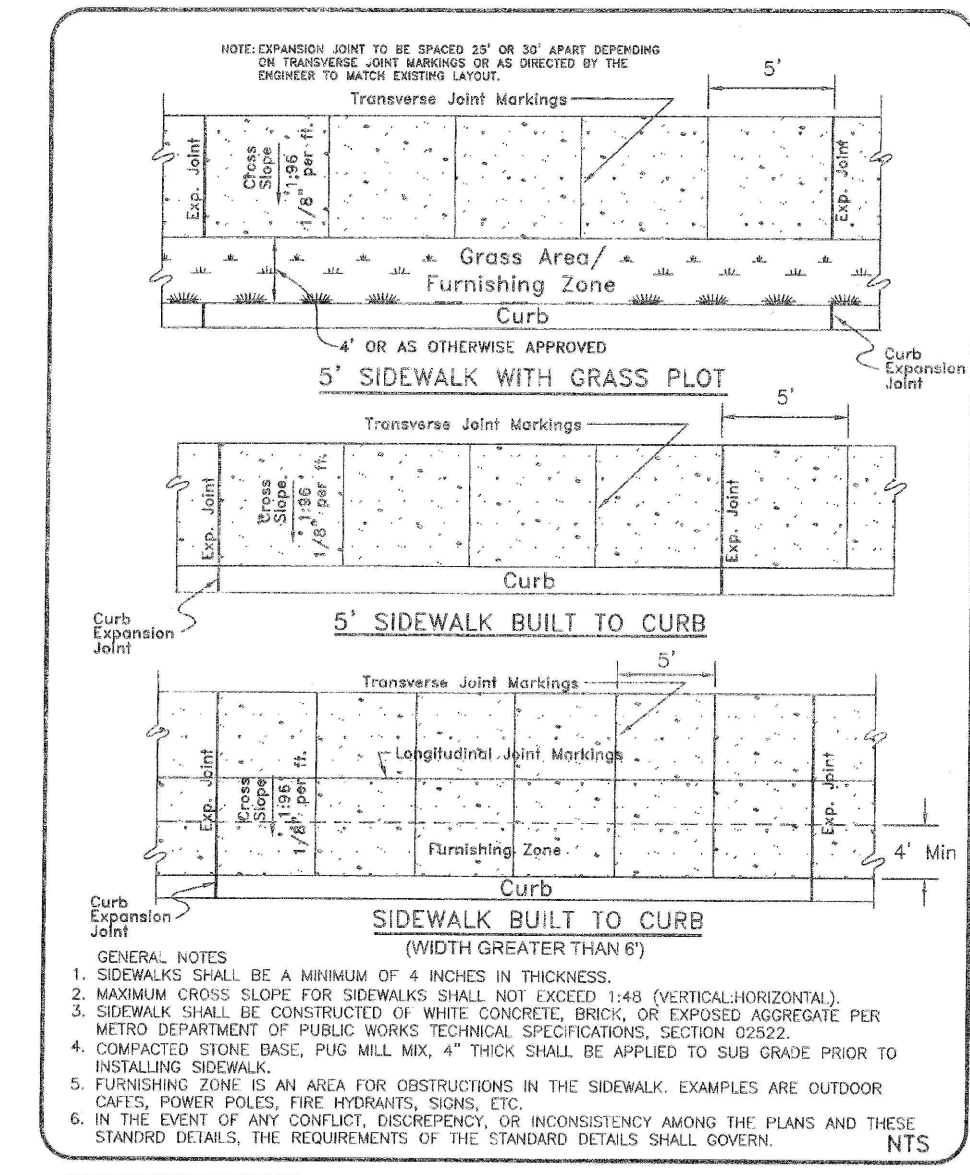 NOTE: EXPANSION JOINT TO BE SPACED 25' OR 30' APART DEPENDING
ON TRANSVERSE JOINT MARKINGS OR AS DIRECTED BY THE
ENGINEER TO MATCH EXISTING LAYOUT.
5'
Transverse Joint Markings
Exp. Joint
Cross
Slope
1:96
1/8" per ft.
Exp. Joint
Grass Area/
Furnishing Zone
Curb
4' OR AS OTHERWISE APPROVED
Curb
Expansion
Joint
5' SIDEWALK WITH GRASS PLOT
5'
Transverse Joint Markings
Exp. Joint
Cross
Slope
1:96
1/8" per ft.
Exp. Joint
Curb
Curb
Expansion
Joint
5' SIDEWALK BUILT TO CURB
5'
Transverse Joint Markings
Longitudinal Joint Markings
Exp. Joint
Cross
Slope
1:96
1/8" per ft.
Exp. Joint
Furnishing Zone
4' Min
Curb
Curb
Expansion
Joint
SIDEWALK BUILT TO CURB
(WIDTH GREATER THAN 6')
GENERAL NOTES
1. SIDEWALKS SHALL BE A MINIMUM OF 4 INCHES IN THICKNESS.
2. MAXIMUM CROSS SLOPE FOR SIDEWALKS SHALL NOT EXCEED 1:48 (VERTICAL:HORIZONTAL).
3. SIDEWALK SHALL BE CONSTRUCTED OF WHITE CONCRETE, BRICK, OR EXPOSED AGGREGATE PER
METRO DEPARTMENT OF PUBLIC WORKS TECHNICAL SPECIFICATIONS, SECTION 02522.
4. COMPACTED STONE BASE, PUG MILL MIX, 4" THICK SHALL BE APPLIED TO SUB GRADE PRIOR TO
INSTALLING SIDEWALK.
5. FURNISHING ZONE IS AN AREA FOR OBSTRUCTIONS IN THE SIDEWALK. EXAMPLES ARE OUTDOOR
CAFES, POWER POLES, FIRE HYDRANTS, SIGNS, ETC.
6. IN THE EVENT OF ANY CONFLICT, DISCREPENCY, OR INCONSISTENCY AMONG THE PLANS AND THESE
STANDRD DETAILS, THE REQUIREMENTS OF THE STANDARD DETAILS SHALL GOVERN.
NTS